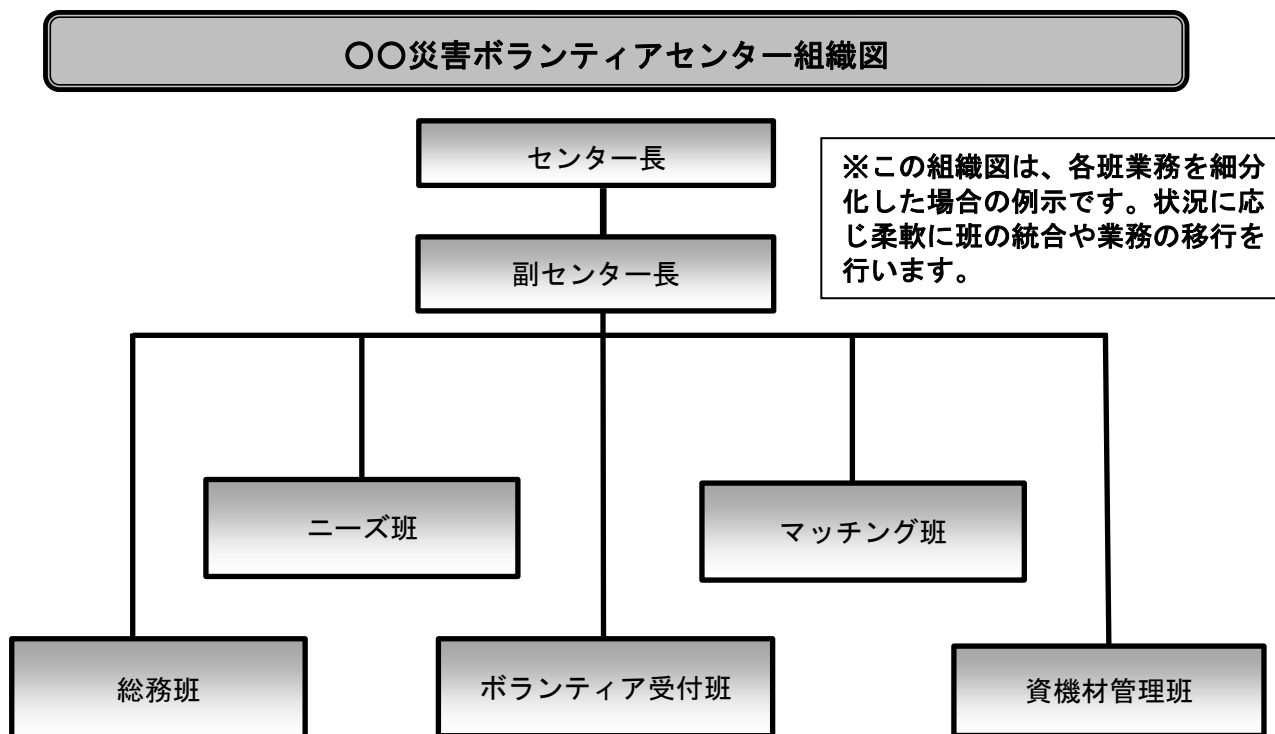 〇〇災害ボランティアセンター組織図
センター長
※この組織図は、各班業務を細分
化した場合の例示です。状況に応
じ柔軟に班の統合や業務の移行を
行います。
副センター長
ニーズ班
マッチング班
総務班
ボランティア受付班
資機材管理班